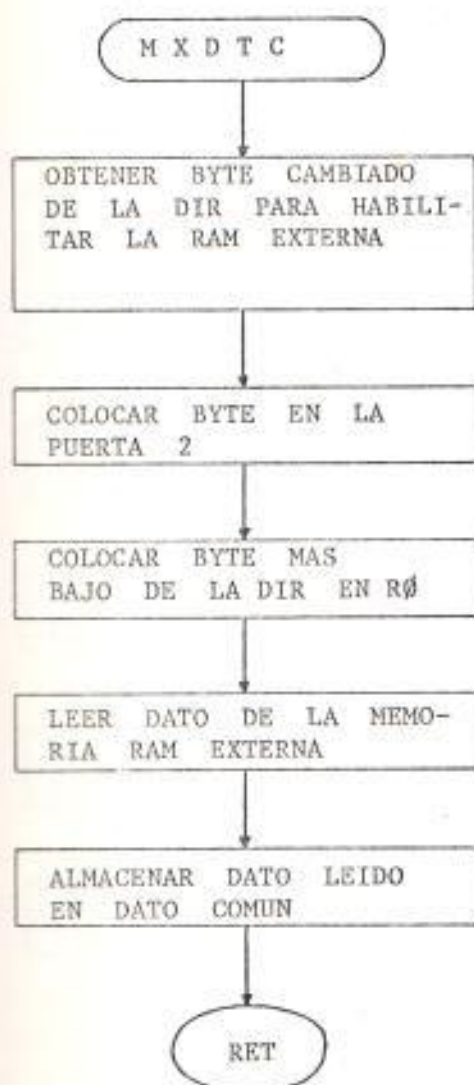 M X D T C
OBTENER BYTE CAMBIADO
DE LA DIR PARA HABILI-
TAR LA RAM EXTERNA
COLOCAR BYTE EN LA
PUERTA 2
COLOCAR BYTE MAS
BAJO DE LA DIR EN RØ
LEER DATO DE LA MEMO-
RIA RAM EXTERNA
ALMACENAR DATO LEIDO
EN DATO COMUN
RET